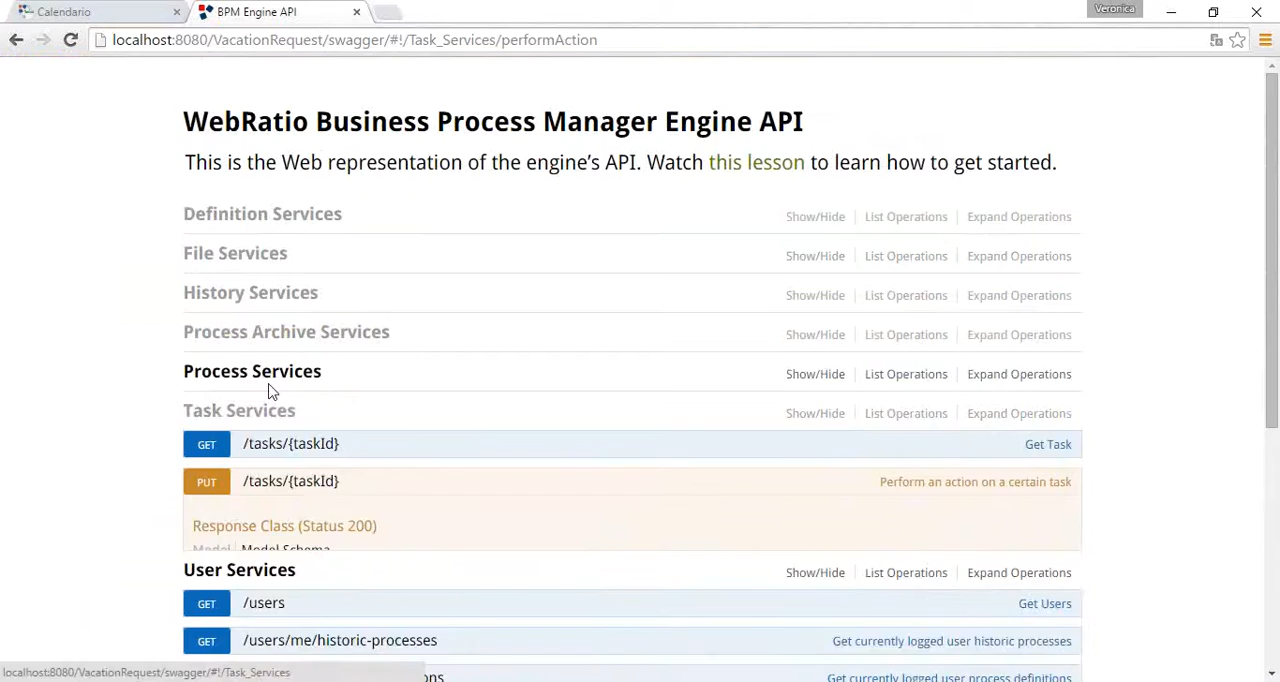 Calendario
BPM Engine API
Veronica
localhost:8080/VacationRequest/swagger/#!/Task_Services/performAction
WebRatio Business Process Manager Engine API
This is the Web representation of the engine's API. Watch this lesson to learn how to get started.
Definition Services Show/Hide List Operations Expand Operations
File Services Show/Hide List Operations Expand Operations
History Services Show/Hide List Operations Expand Operations
Process Archive Services Show/Hide List Operations Expand Operations
Process Services Show/Hide List Operations Expand Operations
Task Services Show/Hide List Operations Expand Operations
GET /tasks/{taskId} Get Task
PUT /tasks/{taskId} Perform an action on a certain task
Response Class (Status 200)
Model Model Schema
User Services Show/Hide List Operations Expand Operations
GET /users Get Users
GET /users/me/historic-processes Get currently logged user historic processes
ons Get currently logged user process definitions
localhost:8080/VacationRequest/swagger/#!/Task_Services